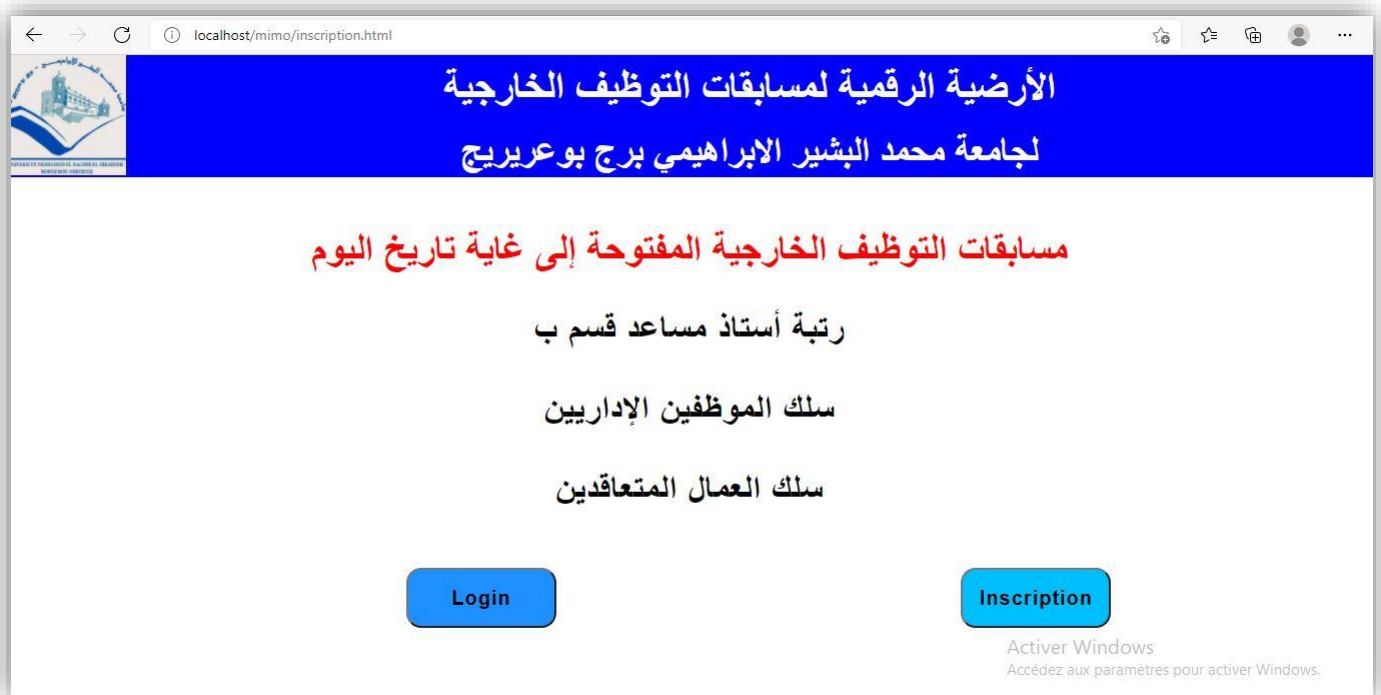 localhost/mimo/inscription.html
الأرضية الرقمية لمسابقات التوظيف الخارجية
لجامعة محمد البشير الابراهيمي برج بوعريريج
مسابقات التوظيف الخارجية المفتوحة إلى غاية تاريخ اليوم
رتبة أستاذ مساعد قسم ب
سلك الموظفين الإداريين
سلك العمال المتعاقدين
Login
Inscription
Activer Windows
Accédez aux paramètres pour activer Windows.